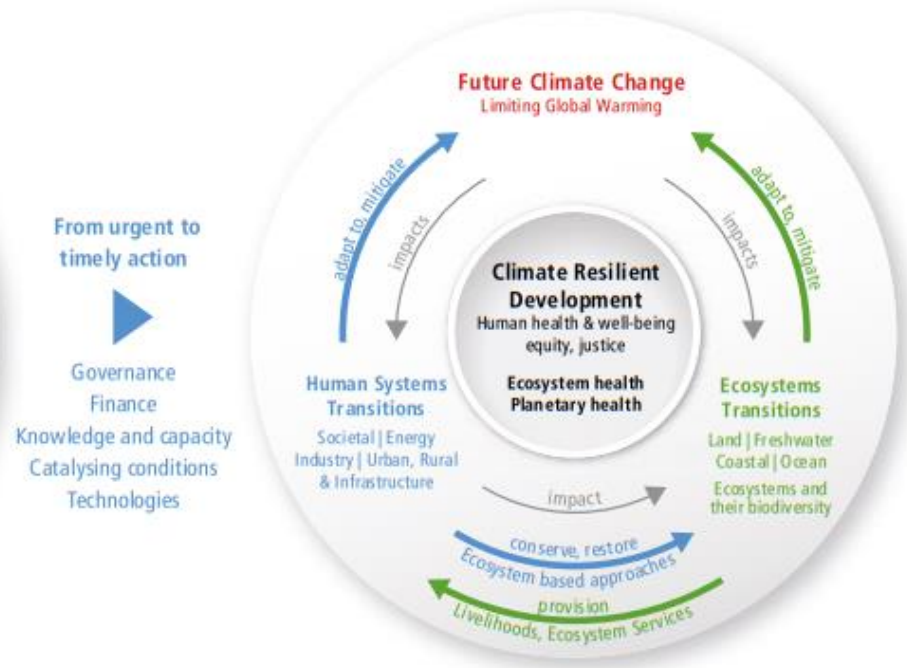 From urgent to
timely action
Governance
Finance
Knowledge and capacity
Catalysing conditions
Technologies
Future Climate Change
Limiting Global Warming
adapt to, mitigate
impacts
impacts
adapt to, mitigate
Climate Resilient
Development
Human health & well-being
equity, justice
Ecosystem health
Planetary health
Human Systems
Transitions
Societal | Energy
Industry | Urban, Rural
& Infrastructure
Ecosystems
Transitions
Land | Freshwater
Coastal | Ocean
Ecosystems and
their biodiversity
impact
conserve, restore
Ecosystem based approaches
provision
Livelihoods, Ecosystem Services